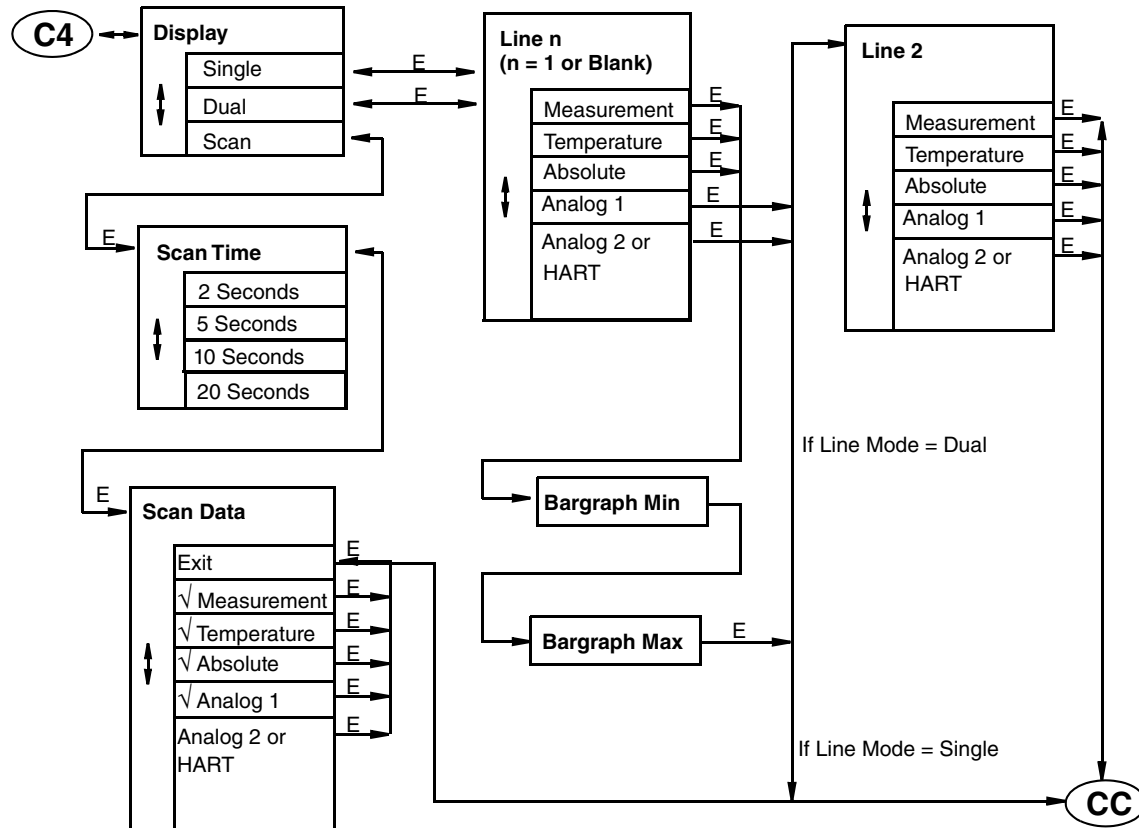 C4
Display
Single
Dual
Scan
E
E
Line n
(n = 1 or Blank)
Measurement
E
Temperature
E
Absolute
E
Analog 1
E
Analog 2 or
HART
E
Line 2
Measurement
E
Temperature
E
Absolute
E
Analog 1
E
Analog 2 or
HART
E
E
Scan Time
2 Seconds
5 Seconds
10 Seconds
20 Seconds
If Line Mode = Dual
E
Scan Data
Exit
E
√ Measurement
E
√ Temperature
E
√ Absolute
E
√ Analog 1
E
Analog 2 or
HART
E
Bargraph Min
Bargraph Max
E
If Line Mode = Single
CC